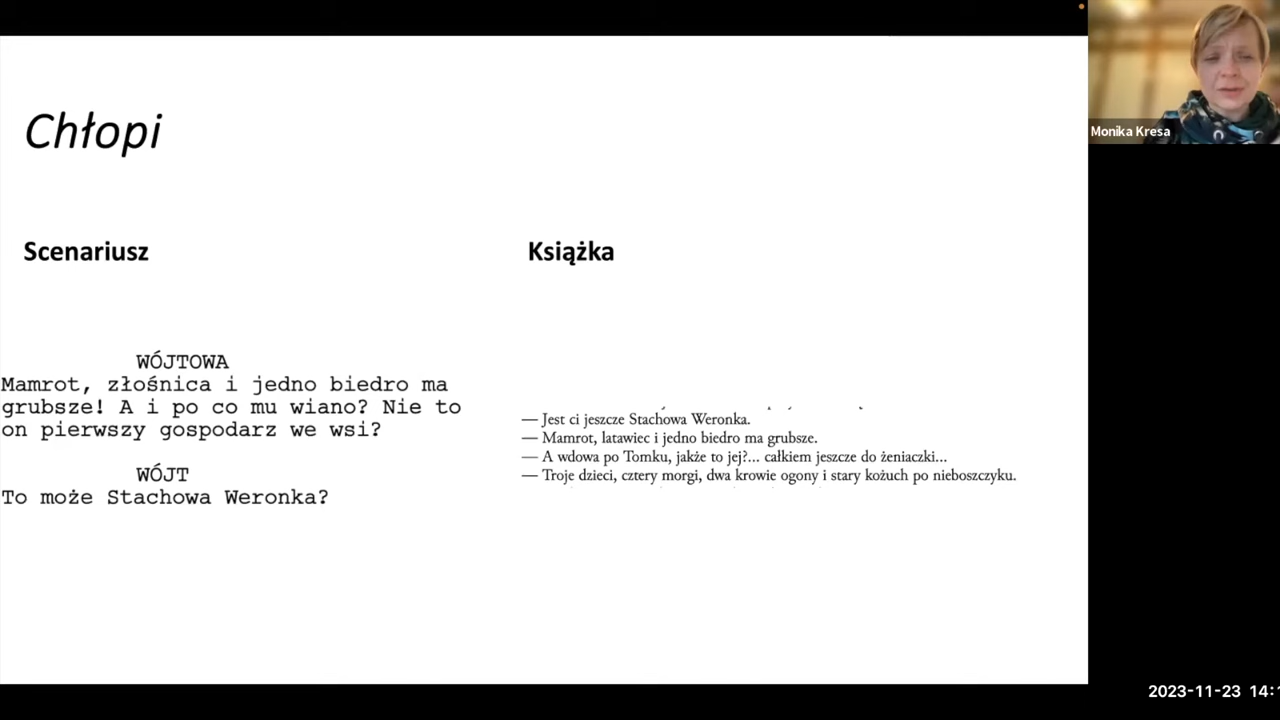 Chłopi
Scenariusz
Książka
WÓJTOWA
Mamrot, złośnica i jedno biedro ma
grubsze! A i po co mu wiano? Nie to
on pierwszy gospodarz we wsi?
WÓJT
To może Stachowa Weronka?
— Jest ci jeszcze Stachowa Weronka.
— Mamrot, latawiec i jedno biedro ma grubsze.
— A wdowa po Tomku, jakże to jej?... całkiem jeszcze do żeniaczki...
— Troje dzieci, cztery morgi, dwa krowie ogony i stary kożuch po nieboszczyku.
Monika Kresa
2023-11-23 14:1